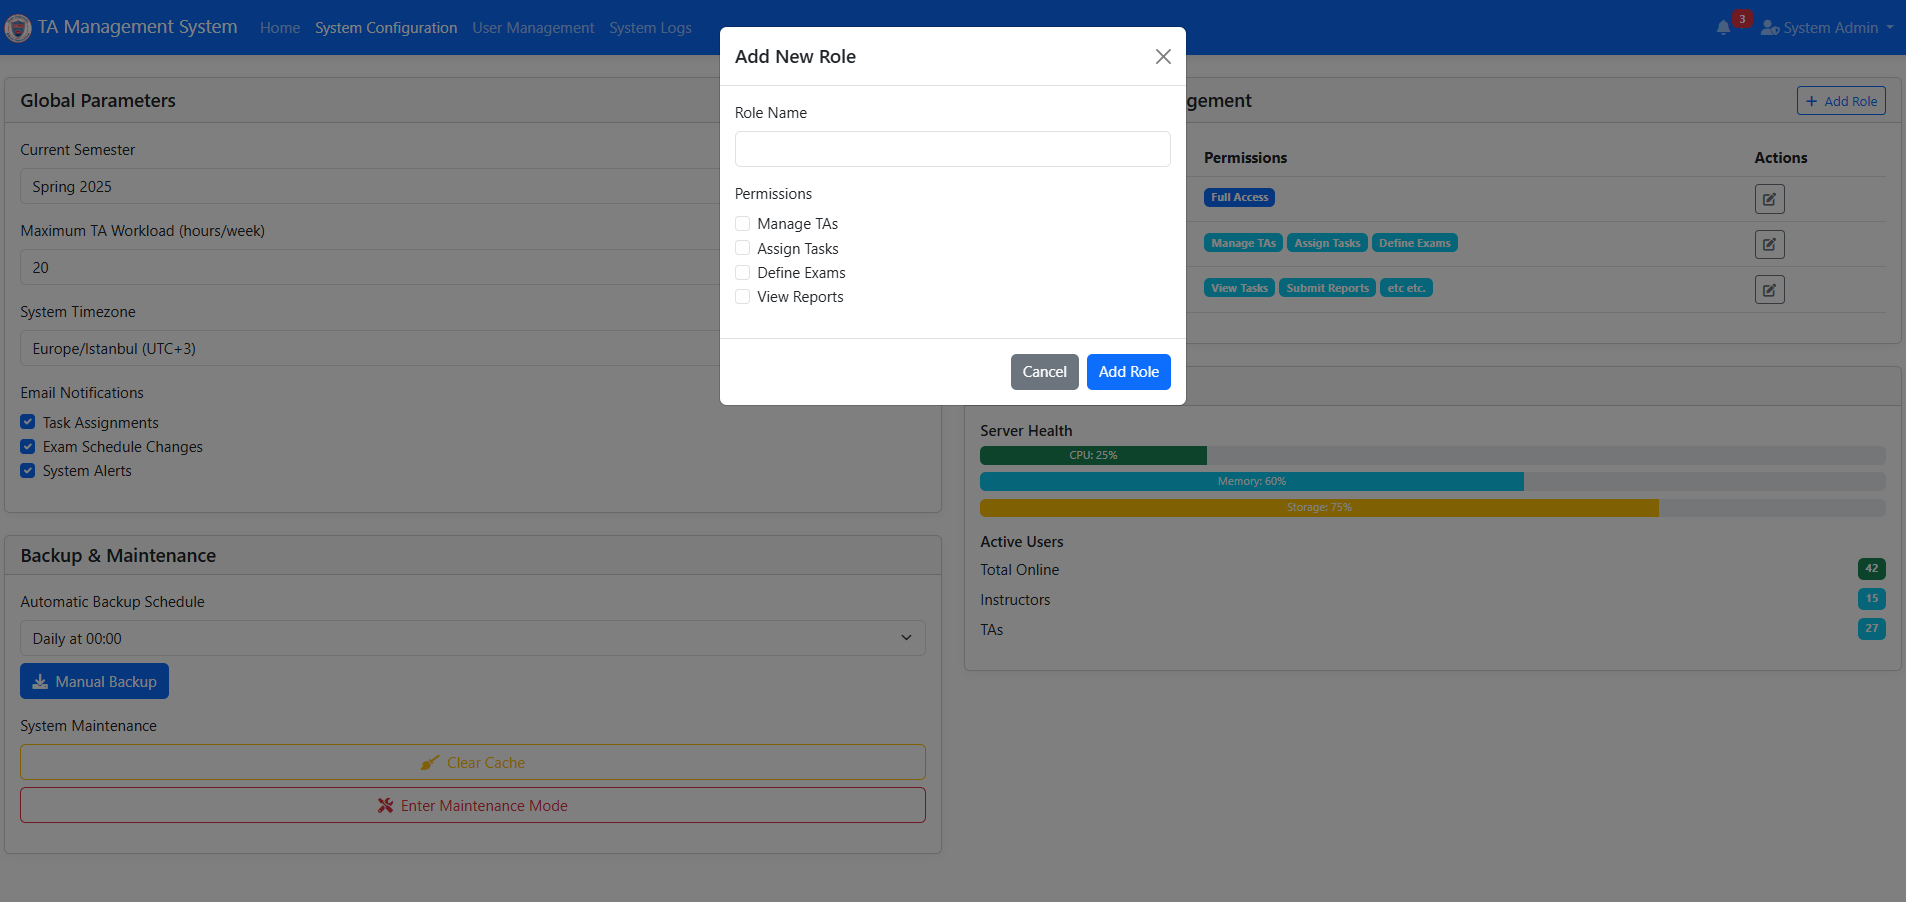 TA Management System Home System Configuration User Management System Logs 3 System Admin
Add New Role
Role Name
Permissions
Manage TAs
Assign Tasks
Define Exams
View Reports
Cancel Add Role
Global Parameters
Current Semester
Spring 2025
Maximum TA Workload (hours/week)
20
System Timezone
Europe/Istanbul (UTC+3)
Email Notifications
Task Assignments
Exam Schedule Changes
System Alerts
Backup & Maintenance
Automatic Backup Schedule
Daily at 00:00
Manual Backup
System Maintenance
Clear Cache
Enter Maintenance Mode
gement + Add Role
Permissions Actions
Full Access
Manage TAs Assign Tasks Define Exams
View Tasks Submit Reports etc etc.
Server Health
CPU: 25%
Memory: 60%
Storage: 75%
Active Users
Total Online 42
Instructors 15
TAs 27